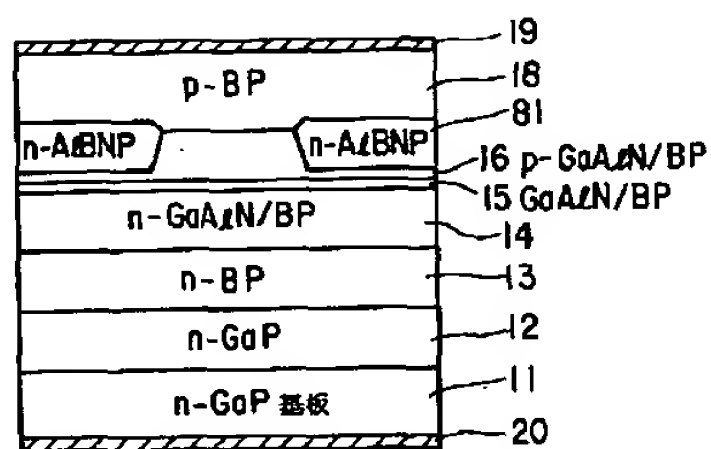 19
p-BP
18
81
n-AlBNP
n-AlBNP
16 p-GaAlN/BP
15 GaAlN/BP
n-GaAlN/BP
14
n-BP
13
n-GaP
12
n-GaP 基板
11
20